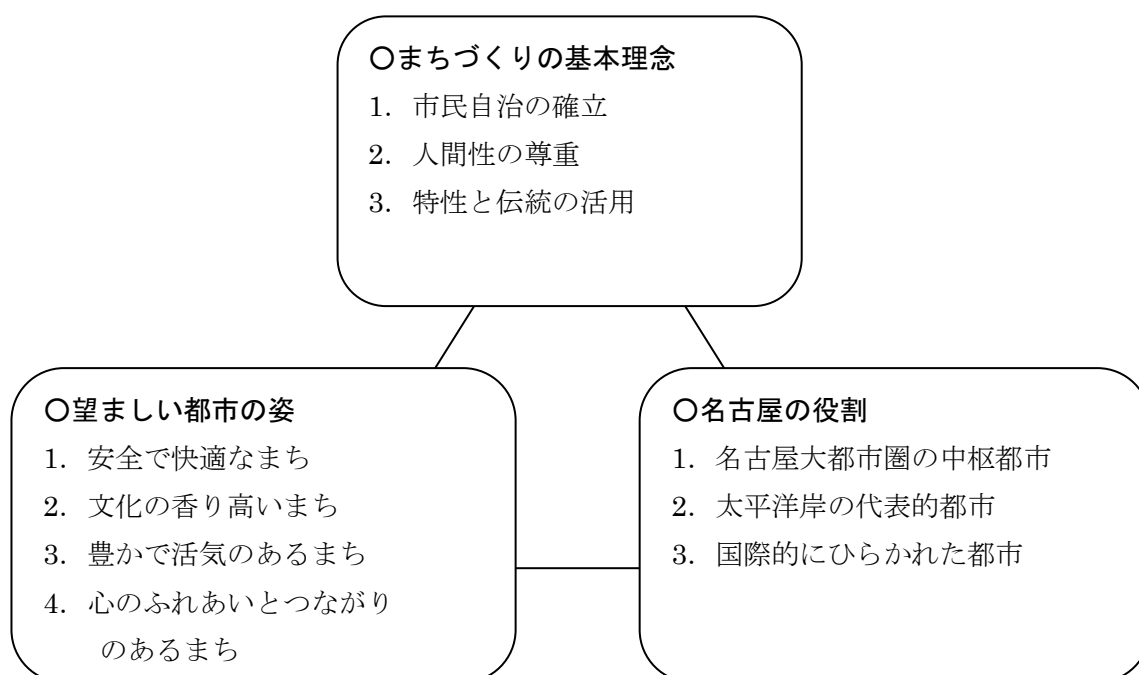 〇まちづくりの基本理念
1. 市民自治の確立
2. 人間性の尊重
3. 特性と伝統の活用
〇望ましい都市の姿
1. 安全で快適なまち
2. 文化の香り高いまち
3. 豊かで活気のあるまち
4. 心のふれあいとつながり
のあるまち
〇名古屋の役割
1. 名古屋大都市圏の中枢都市
2. 太平洋岸の代表的都市
3. 国際的にひらかれた都市